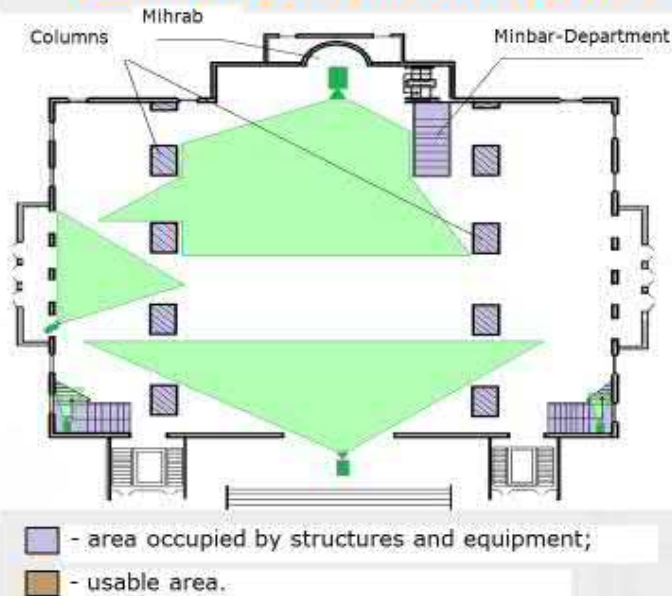 Mihrab
Columns
Minbar-Department
- area occupied by structures and equipment;
- usable area.